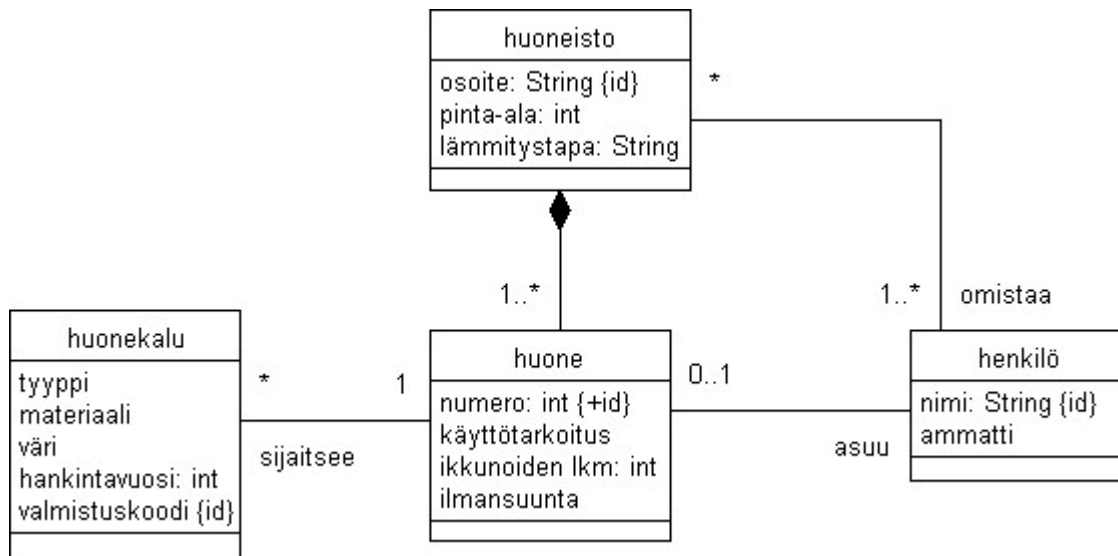 huoneisto
osoite: String {id}
pinta-ala: int
lämmitystapa: String
*
1..*
1..*
omistaa
huonekalu
tyyppi
materiaali
väri
hankintavuosi: int
valmistuskoodi {id}
*
1
sijaitsee
huone
numero: int {+id}
käyttötarkoitus
ikkunoiden lkm: int
ilmansuunta
0..1
asuu
henkilö
nimi: String {id}
ammatti